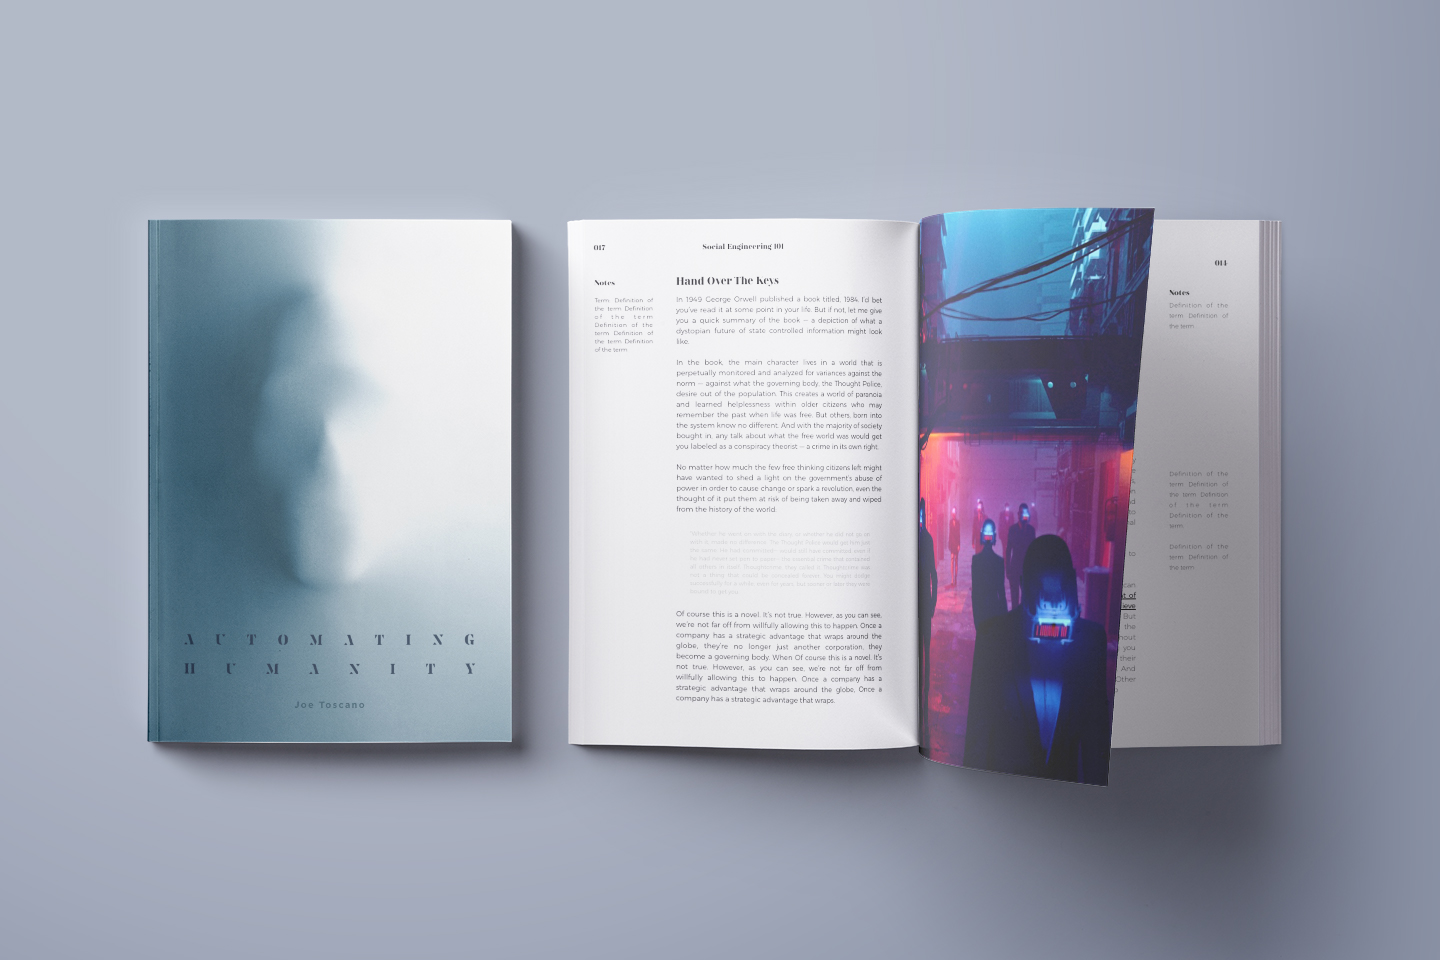 AUTOMATING
HUMANITY
Joe Toscano
017
Social Engineering 101
Notes
Term: Definition of
the term Definition
of the term
Definition of the
term Definition of
the term Definition
of the term
Hand Over The Keys
In 1949 George Orwell published a book titled, 1984. I'd bet
you've read it at some point in your life. But if not, let me give
you a quick summary of the book — a depiction of what a
dystopian future of state controlled information might look
like.
In the book, the main character lives in a world that is
perpetually monitored and analyzed for variances against the
norm — against what the governing body, the Thought Police,
desire out of the population. This creates a world of paranoia
and learned helplessness within older citizens who may
remember the past when life was free. But others, born into
the system know no different. And with the majority of society
bought in, any talk about what the free world was would get
you labeled as a conspiracy theorist — a crime in its own right.
No matter how much the few free thinking citizens left might
have wanted to shed a light on the government's abuse of
power in order to cause change or spark a revolution, even the
thought of it put them at risk of being taken away and wiped
from the history of the world.
Of course this is a novel. It's not true. However, as you can see,
we're not far off from willfully allowing this to happen. Once a
company has a strategic advantage that wraps around the
globe, they're no longer just another corporation, they
become a governing body. When Of course this is a novel. It's
not true. However, as you can see, we're not far off from
willfully allowing this to happen. Once a company has a
strategic advantage that wraps around the globe, Once a
company has a strategic advantage that wraps.
014
Notes
Definition of the
term Definition of
the term
Definition of the
term Definition of
the term Definition
of the term
Definition of the
term
Definition of the
term Definition of
the term
to
can
of
But
the
you
their
And
Other